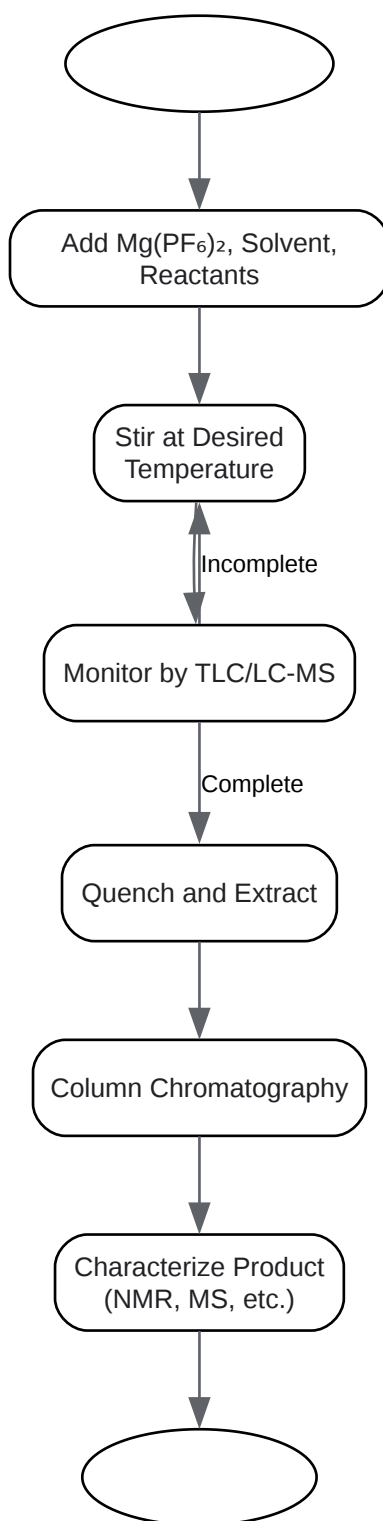 Add Mg(PF₆)₂, Solvent,
Reactants
Stir at Desired
Temperature
Incomplete
Monitor by TLC/LC-MS
Complete
Quench and Extract
Column Chromatography
Characterize Product
(NMR, MS, etc.)